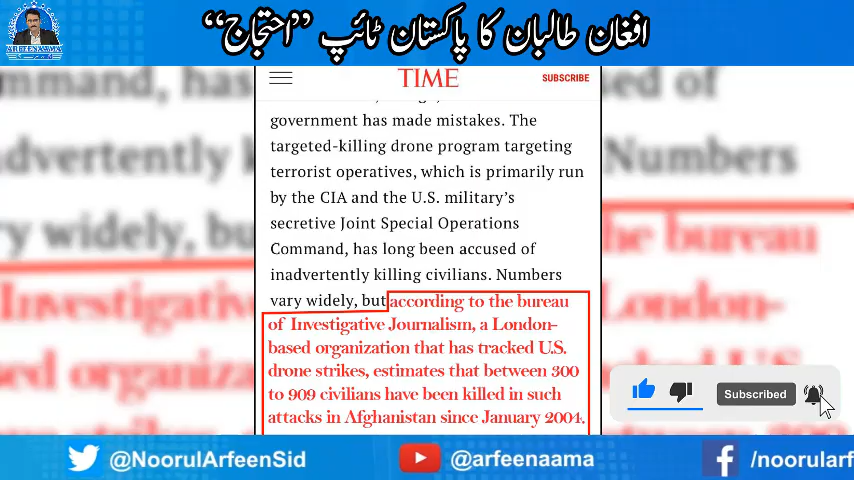 افغان طالبان کا پاکستان ٹائپ ”احتجاج“
ARFEENAAMA
TIME
SUBSCRIBE
government has made mistakes. The
targeted-killing drone program targeting
terrorist operatives, which is primarily run
by the CIA and the U.S. military’s
secretive Joint Special Operations
Command, has long been accused of
inadvertently killing civilians. Numbers
vary widely, but according to the bureau
of Investigative Journalism, a London-
based organization that has tracked U.S.
drone strikes, estimates that between 300
to 909 civilians have been killed in such
attacks in Afghanistan since January 2004.
Subscribed
@NoorulArfeenSid
@arfeenaama
/noorularf